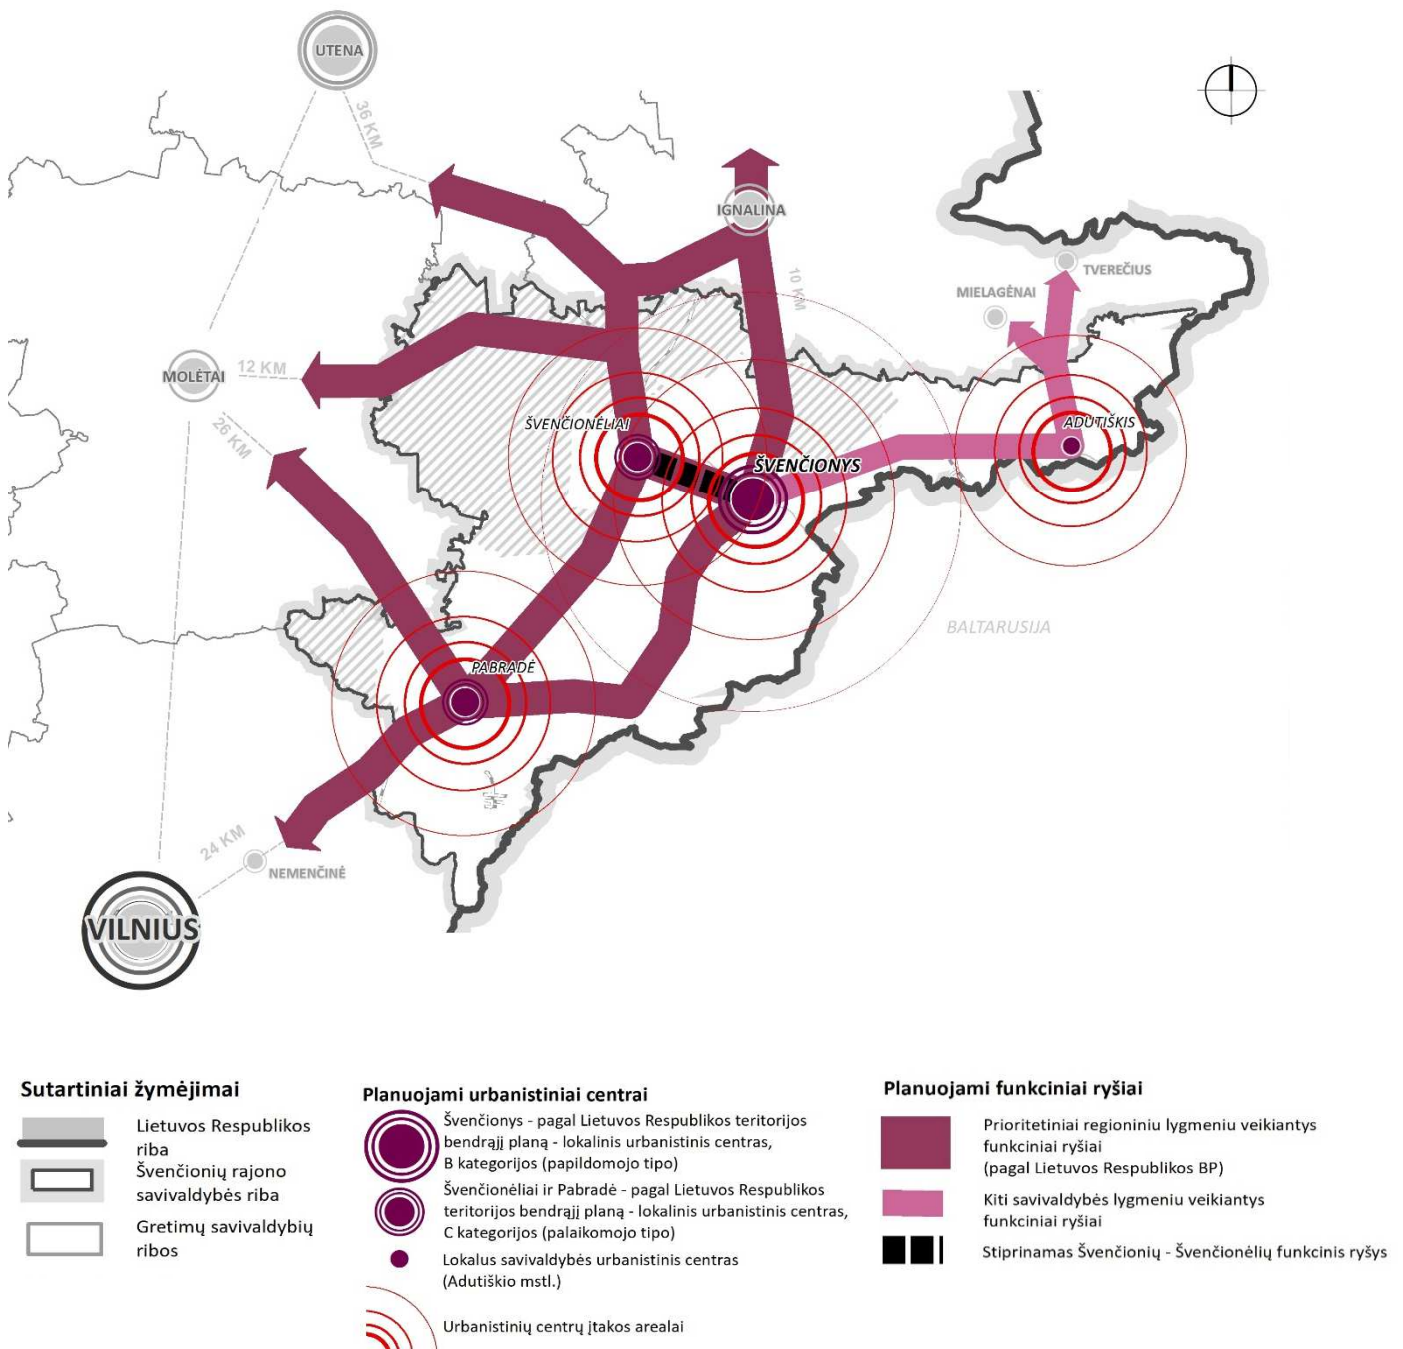 UTENA
36 KM
IGNALINA
10 KM
TVEREČIUS
MIELAGĖNAI
MOLĖTAI
12 KM
26 KM
ŠVENČIONĖLIAI
ADUTIŠKIS
ŠVENČIONYS
BALTARUSIJA
PABRADĖ
24 KM
NEMENČINĖ
VILNIUS
Sutartiniai žymėjimai
Lietuvos Respublikos
riba
Švenčionių rajono
savivaldybės riba
Gretimų savivaldybių
ribos
Planuojami urbanistiniai centrai
Švenčionys - pagal Lietuvos Respublikos teritorijos
bendrąjį planą - lokalinis urbanistinis centras,
B kategorijos (papildomojo tipo)
Švenčionėliai ir Pabradė - pagal Lietuvos Respublikos
teritorijos bendrąjį planą - lokalinis urbanistinis centras,
C kategorijos (palaikomojo tipo)
Lokalus savivaldybės urbanistinis centras
(Adutiškio mstl.)
Urbanistinių centrų įtakos arealai
Planuojami funkciniai ryšiai
Prioritetiniai regioniniu lygmeniu veikiantys
funkciniai ryšiai
(pagal Lietuvos Respublikos BP)
Kiti savivaldybės lygmeniu veikiantys
funkciniai ryšiai
Stiprinamas Švenčionių - Švenčionėlių funkcinis ryšys